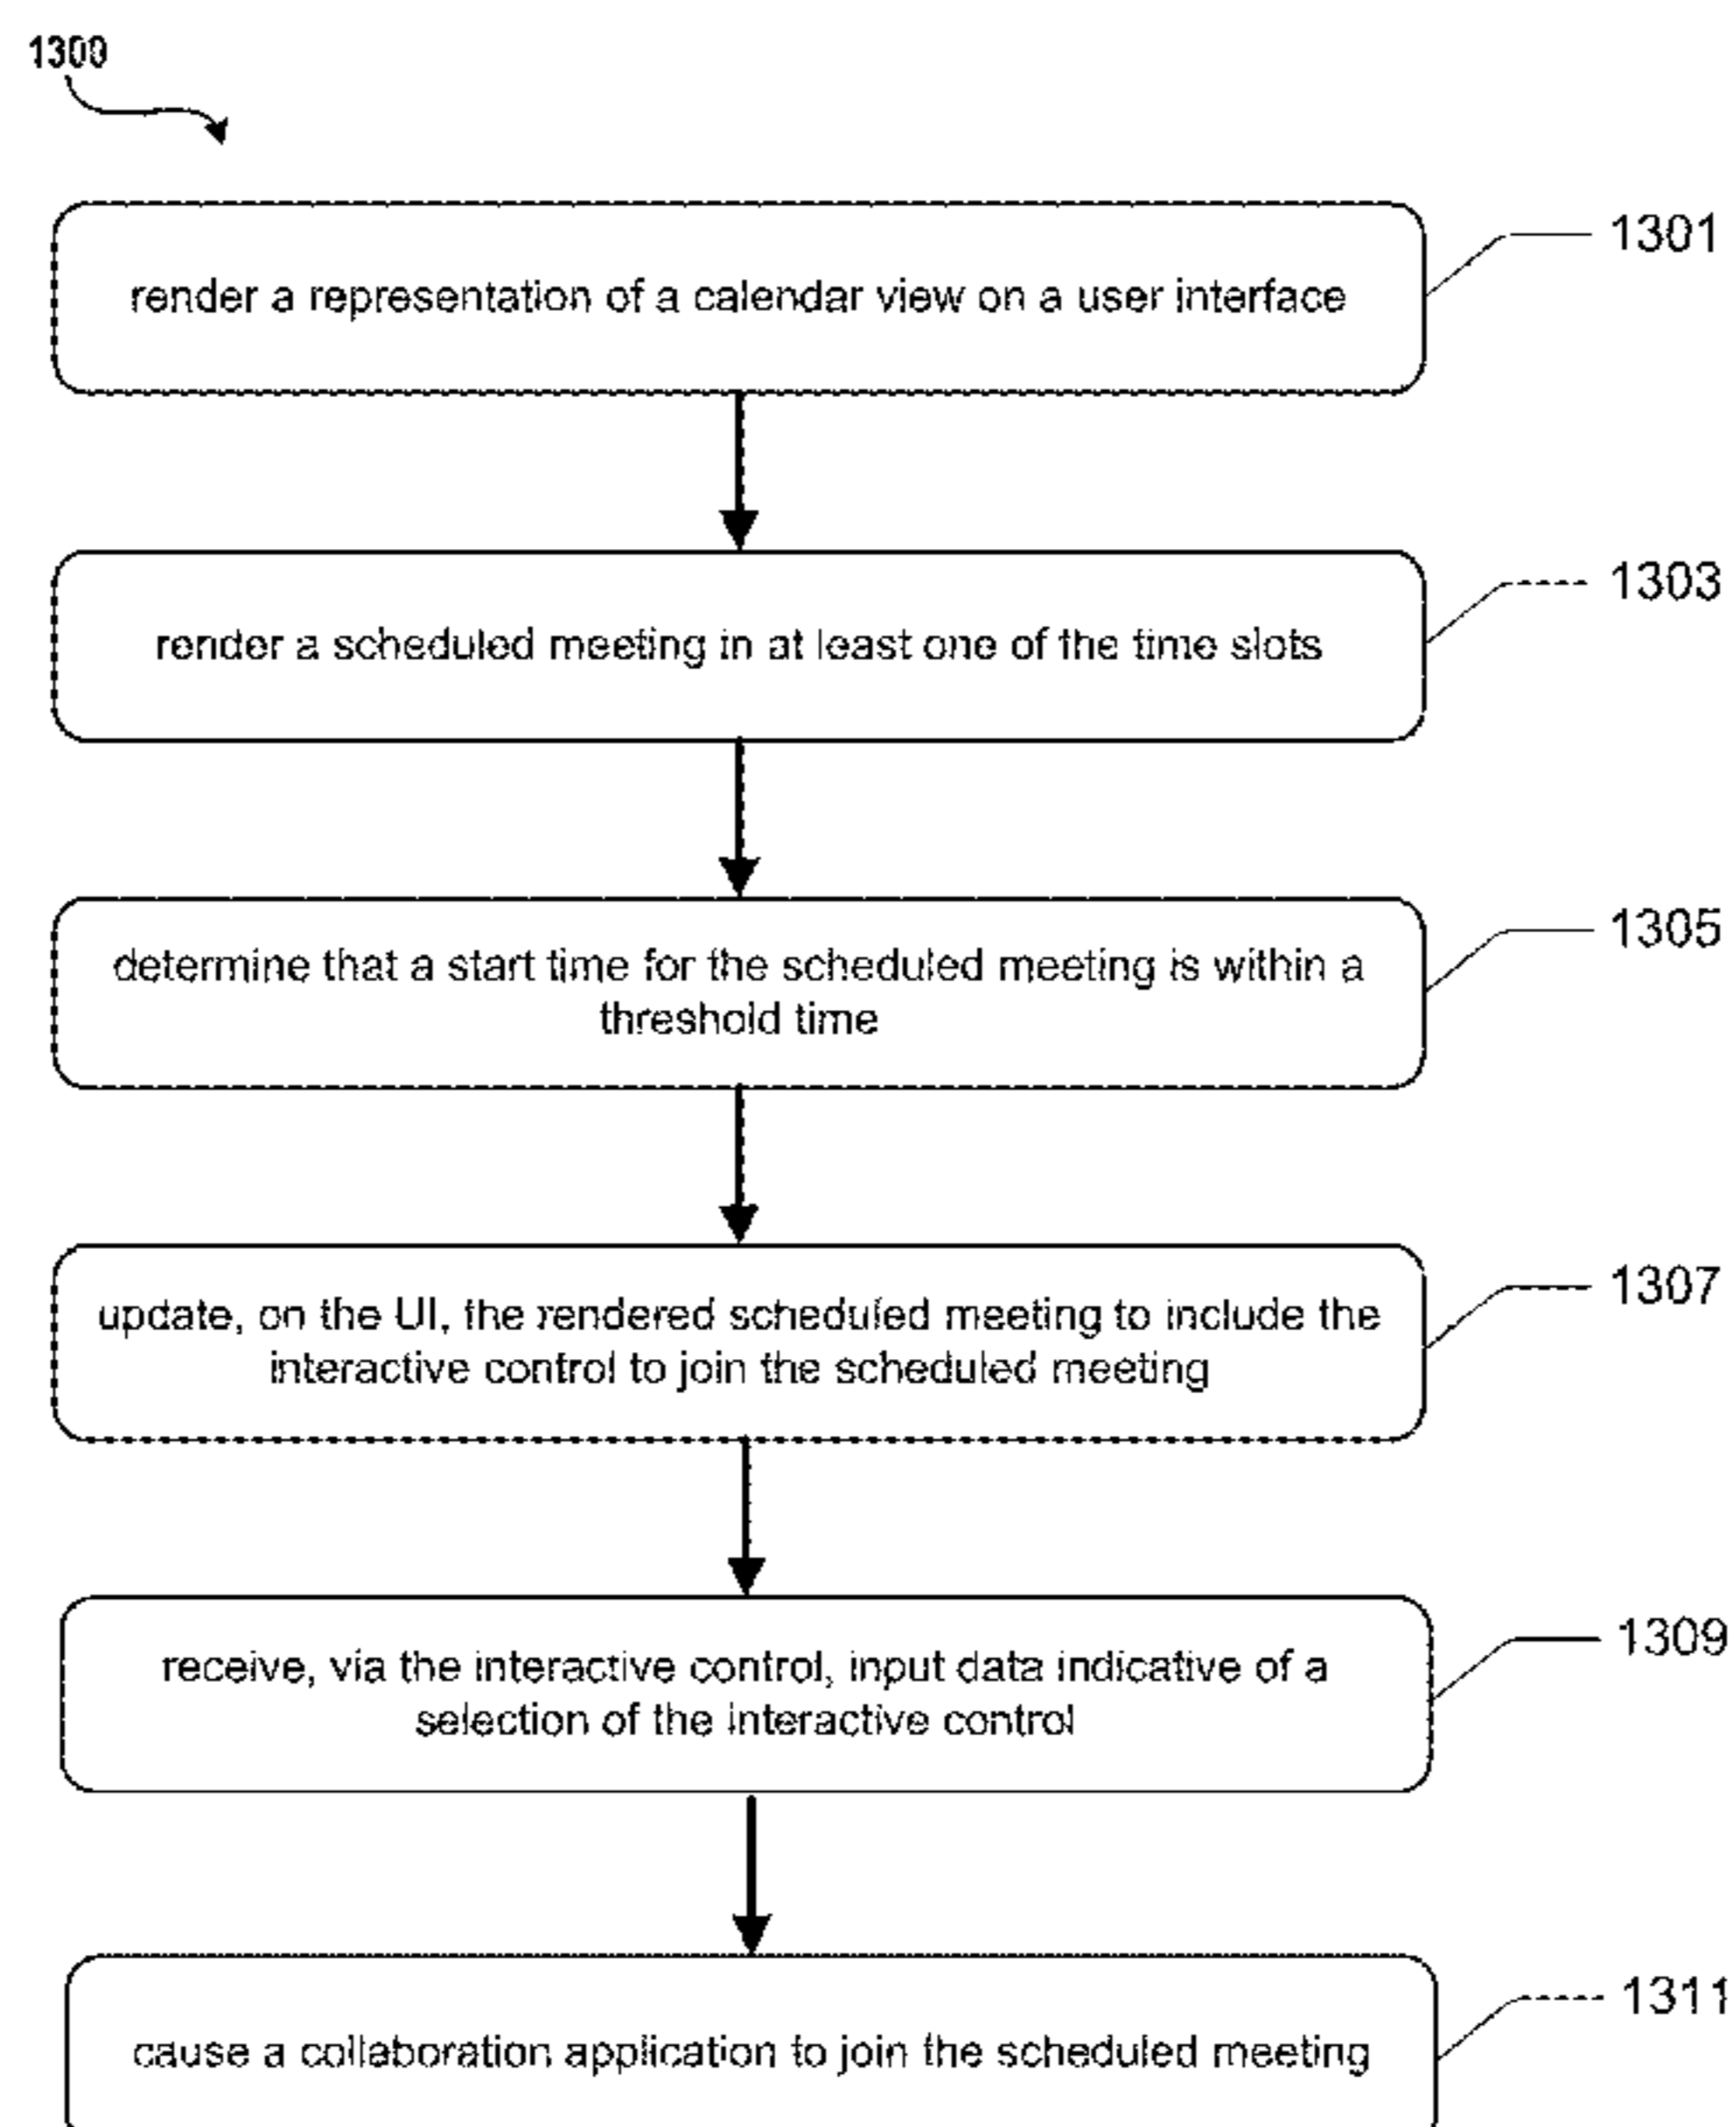 1300
render a representation of a calendar view on a user interface
1301
render a scheduled meeting in at least one of the time slots
1303
determine that a start time for the scheduled meeting is within a
threshold time
1305
update, on the UI, the rendered scheduled meeting to include the
interactive control to join the scheduled meeting
1307
receive, via the interactive control, input data indicative of a
selection of the interactive control
1309
cause a collaboration application to join the scheduled meeting
1311